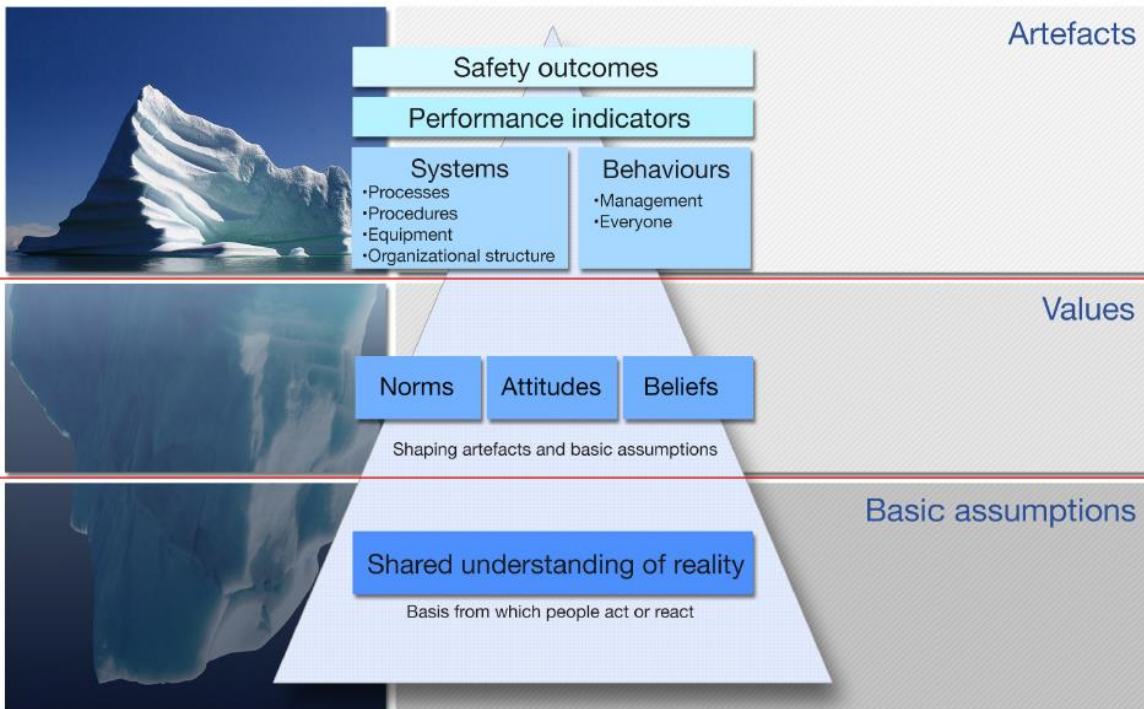 Artefacts
Safety outcomes
Performance indicators
Systems
•Processes
•Procedures
•Equipment
•Organizational structure
Behaviours
•Management
•Everyone
Values
Norms
Attitudes
Beliefs
Shaping artefacts and basic assumptions
Basic assumptions
Shared understanding of reality
Basis from which people act or react